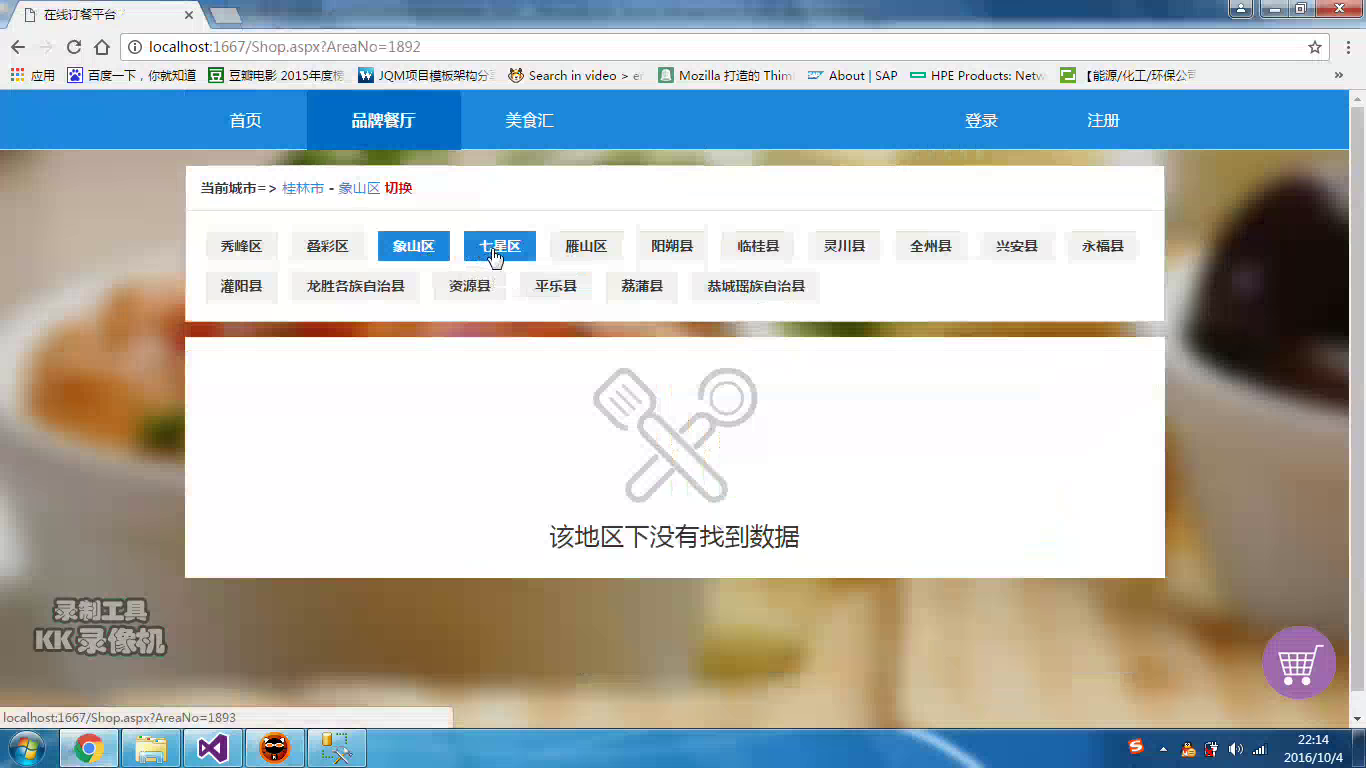 在线订餐平台
localhost:1667/Shop.aspx?AreaNo=1892
应用 百度一下，你就知道 豆瓣电影 2015年度榜 JQM项目模板架构分 Search in video > er Mozilla 打造的 Thim About | SAP HPE Products: Netw 【能源/化工/环保公司 »
首页 品牌餐厅 美食汇 登录 注册
当前城市=> 桂林市 - 象山区 切换
秀峰区 叠彩区 象山区 七星区 雁山区 阳朔县 临桂县 灵川县 全州县 兴安县 永福县
灌阳县 龙胜各族自治县 资源县 平乐县 荔蒲县 恭城瑶族自治县
该地区下没有找到数据
录制工具
KK 录像机
localhost:1667/Shop.aspx?AreaNo=1893
22:14
2016/10/4